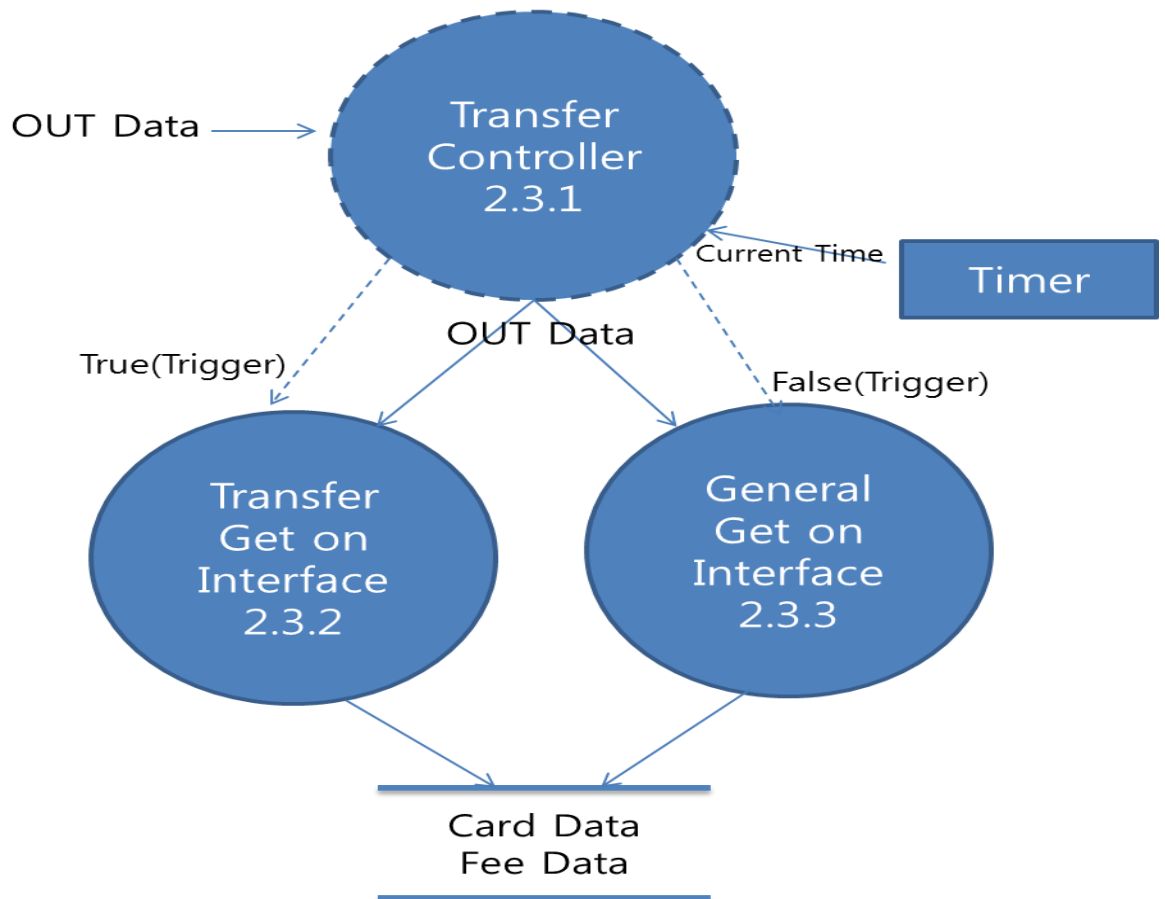 Transfer
Controller
2.3.1
OUT Data
Current Time
Timer
OUT Data
True(Trigger)
False(Trigger)
Transfer
Get on
Interface
2.3.2
General
Get on
Interface
2.3.3
Card Data
Fee Data